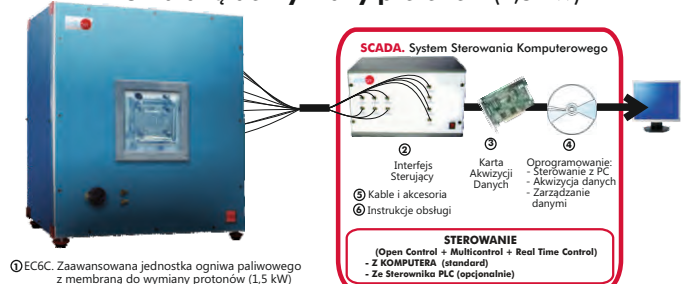 SCADA. System Sterowania Komputerowego
② Interfejs
Sterujący
③ Karta
Akwizycji
Danych
④ Oprogramowanie:
- Sterowanie z PC
- Akwizycja danych
- Zarządzanie
danymi
⑤ Kable i akcesoria
⑥ Instrukcje obsługi
STEROWANIE
(Open Control + Multicontrol + Real Time Control)
- Z KOMPUTERA (standard)
- Ze Sterownika PLC (opcjonalnie)
① EC6C. Zaawansowana jednostka ogniwa paliwowego
z membraną do wymiany protonów (1,5 kW)